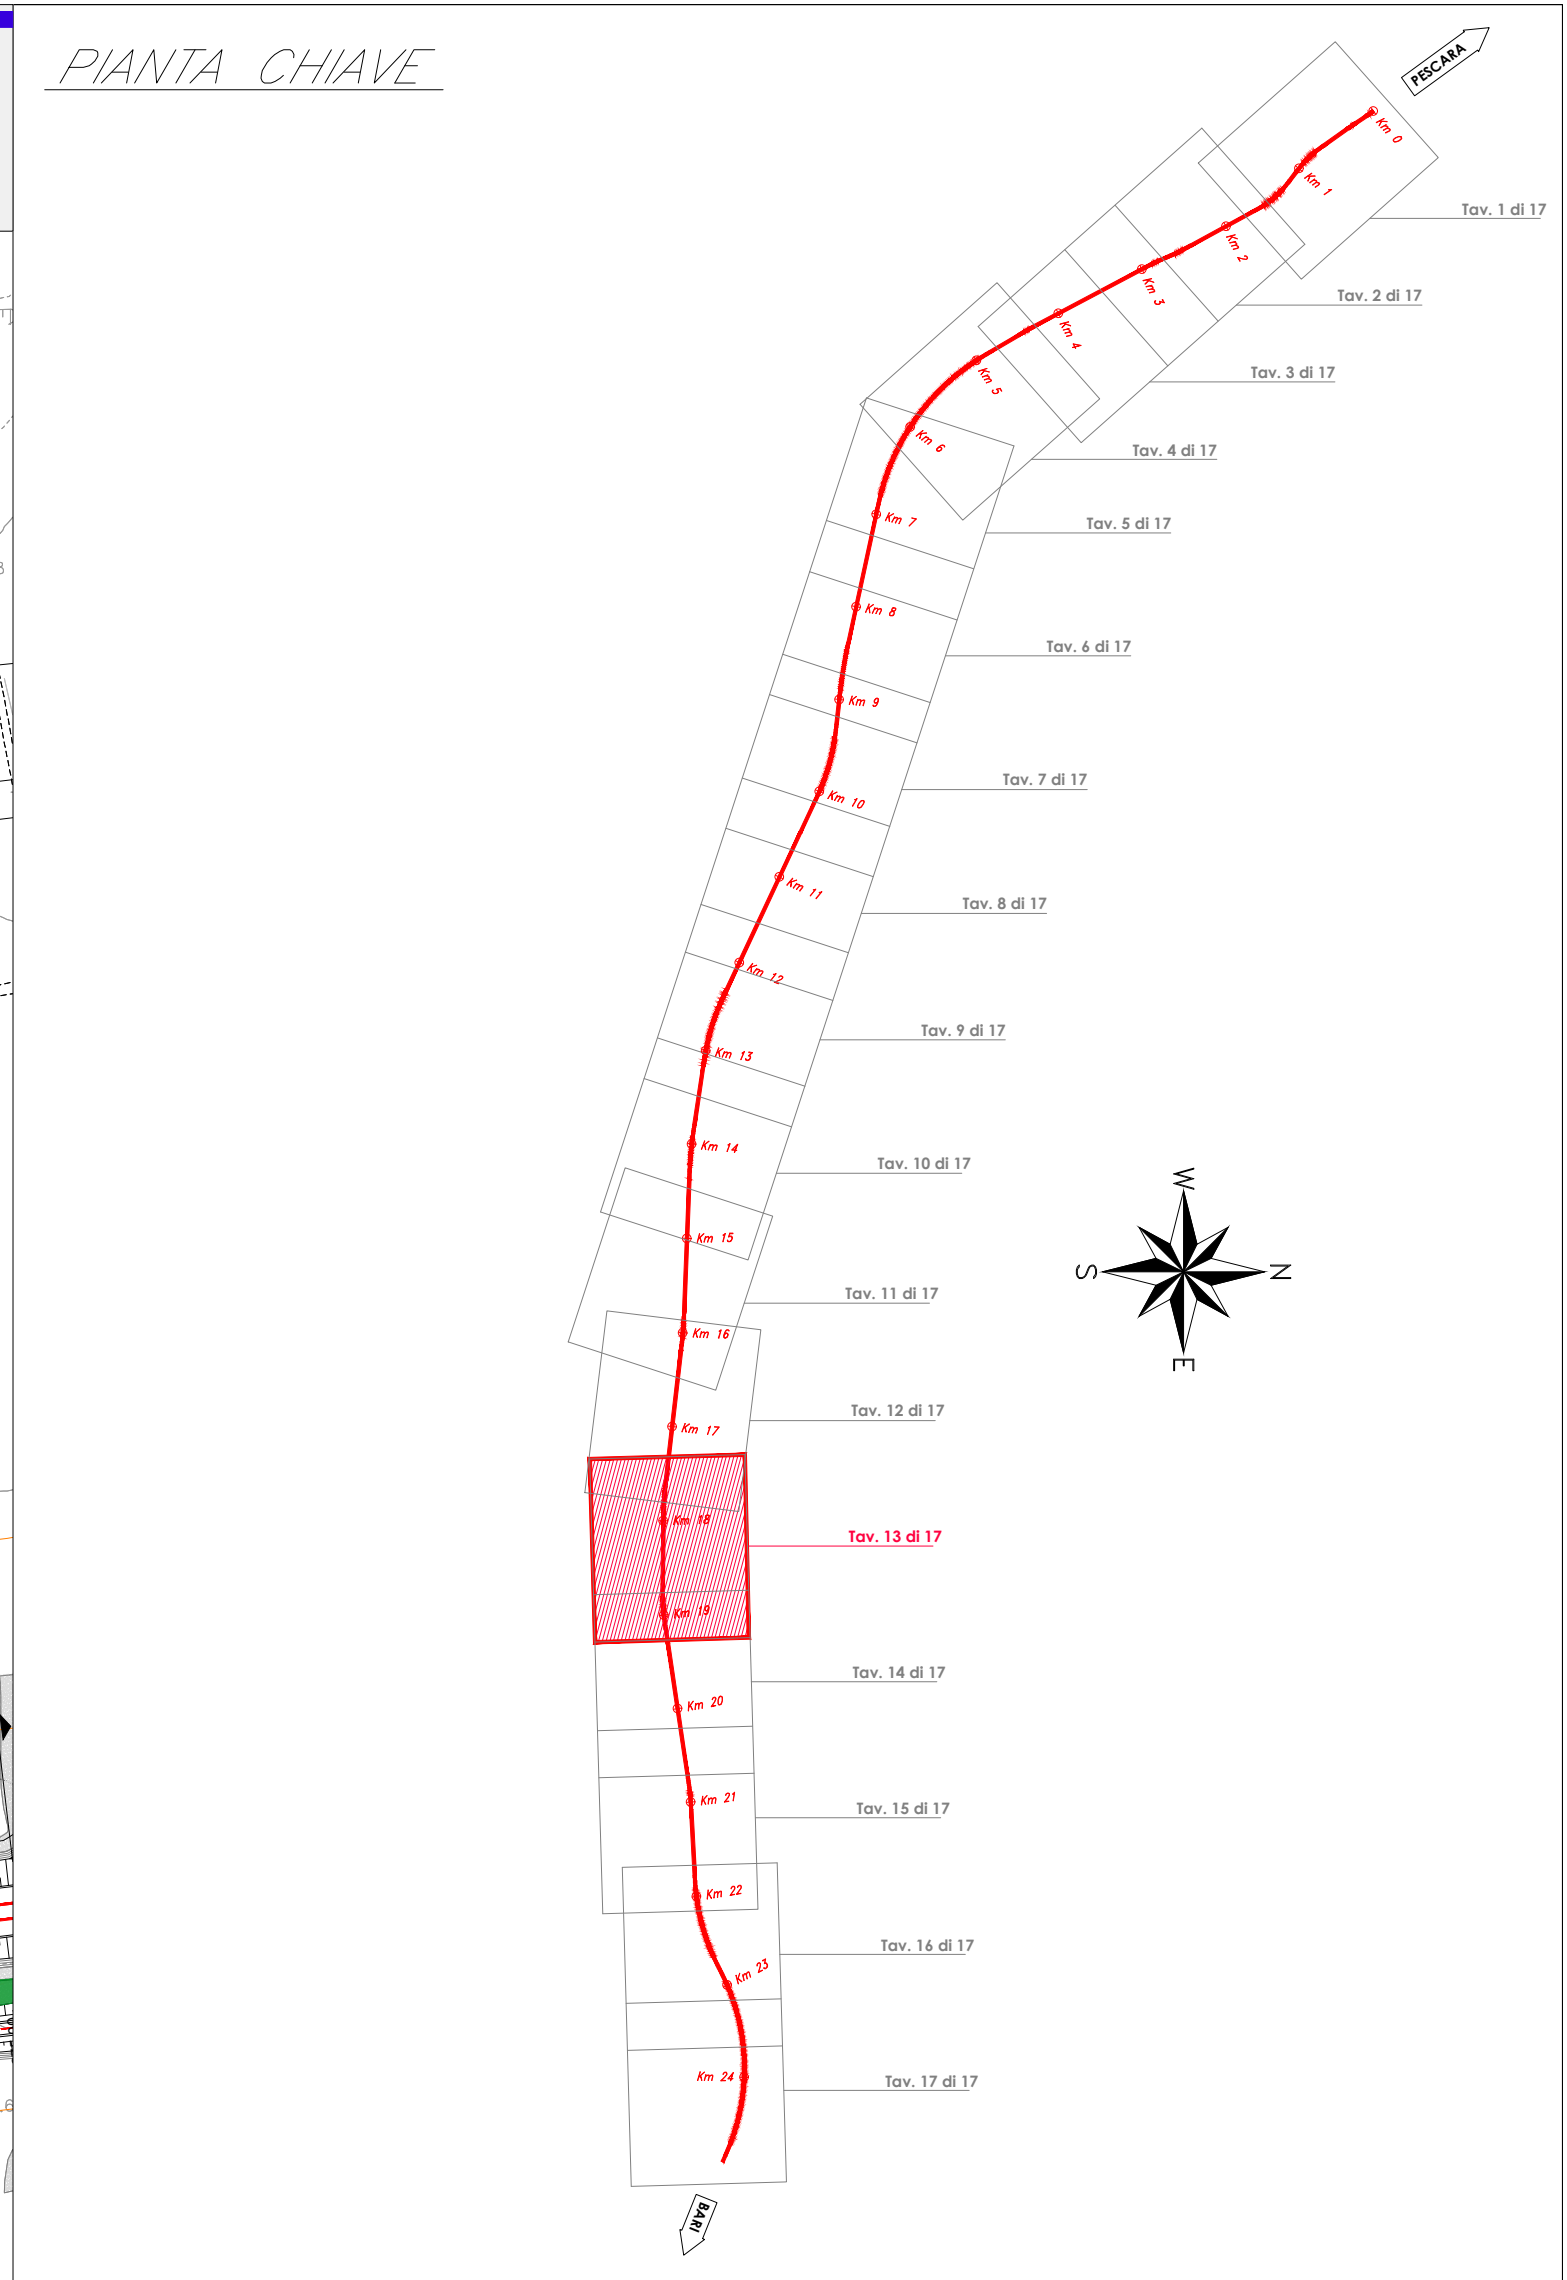 PIANTA CHIAVE
PESCARA
Km 0
Km 1
Tav. 1 di 17
Km 2
Tav. 2 di 17
Km 3
Km 4
Tav. 3 di 17
Km 5
Km 6
Tav. 4 di 17
Km 7
Tav. 5 di 17
Km 8
Tav. 6 di 17
Km 9
Tav. 7 di 17
Km 10
Km 11
Tav. 8 di 17
Km 12
Tav. 9 di 17
Km 13
Km 14
Tav. 10 di 17
W
Km 15
S
N
Tav. 11 di 17
Km 16
E
Tav. 12 di 17
Km 17
Km 18
Tav. 13 di 17
Km 19
Tav. 14 di 17
Km 20
Km 21
Tav. 15 di 17
Km 22
Tav. 16 di 17
Km 23
Km 24
Tav. 17 di 17
BARI